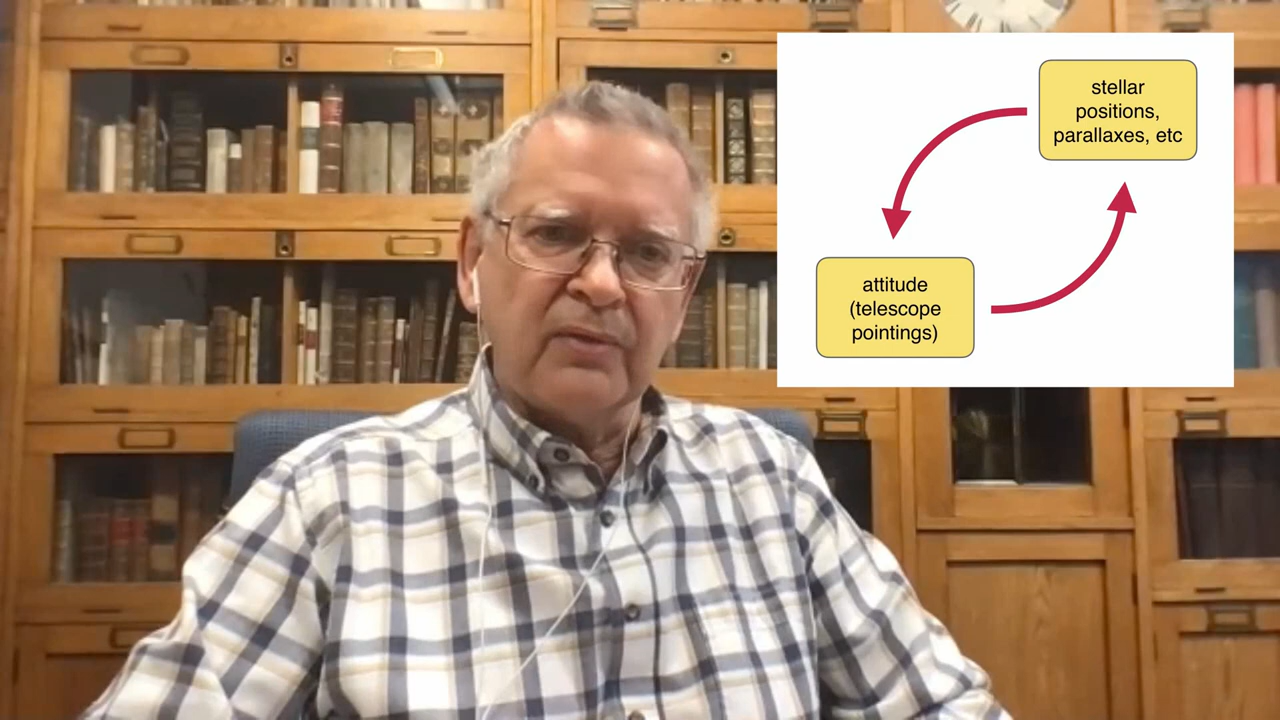 stellar
positions,
parallaxes, etc
attitude
(telescope
pointings)